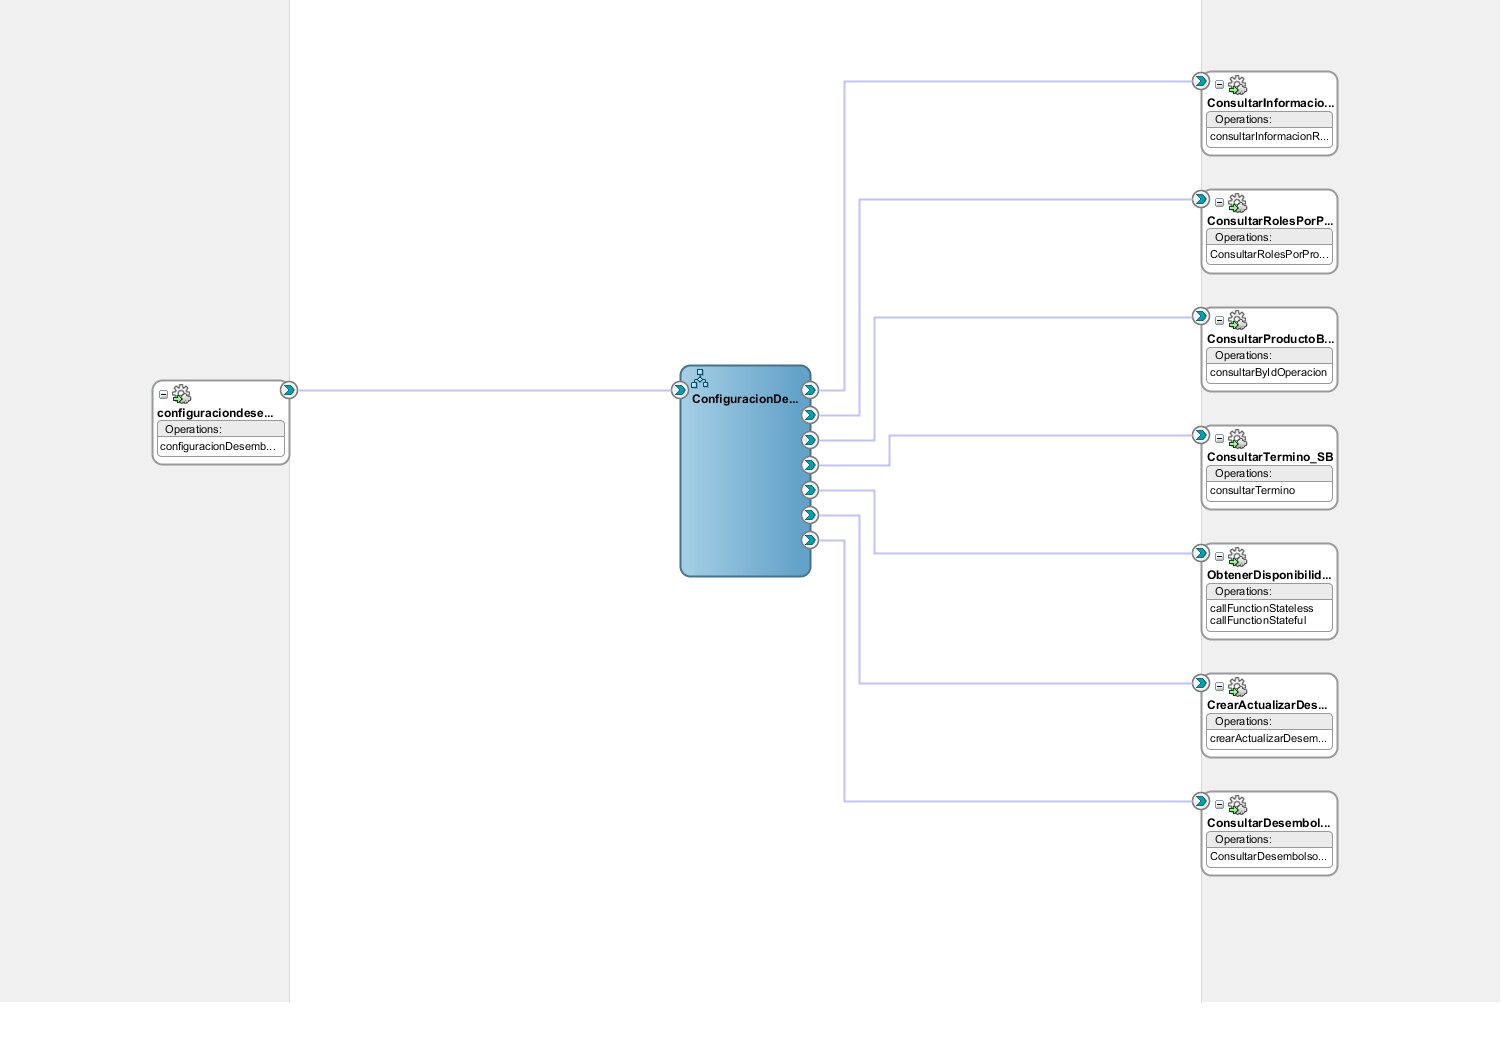 configuraciondese...
Operations:
configuracionDesemb...
ConfiguracionDe...
ConsultarInformacio...
Operations:
consultarInformacionR...
ConsultarRolesPorP...
Operations:
ConsultarRolesPorPro...
ConsultarProductoB...
Operations:
consultarByIdOperacion
ConsultarTermino_SB
Operations:
consultarTermino
ObtenerDisponibilid...
Operations:
callFunctionStateless
callFunctionStateful
CrearActualizarDes...
Operations:
crearActualizarDesem...
ConsultarDesembol...
Operations:
ConsultarDesembolso...